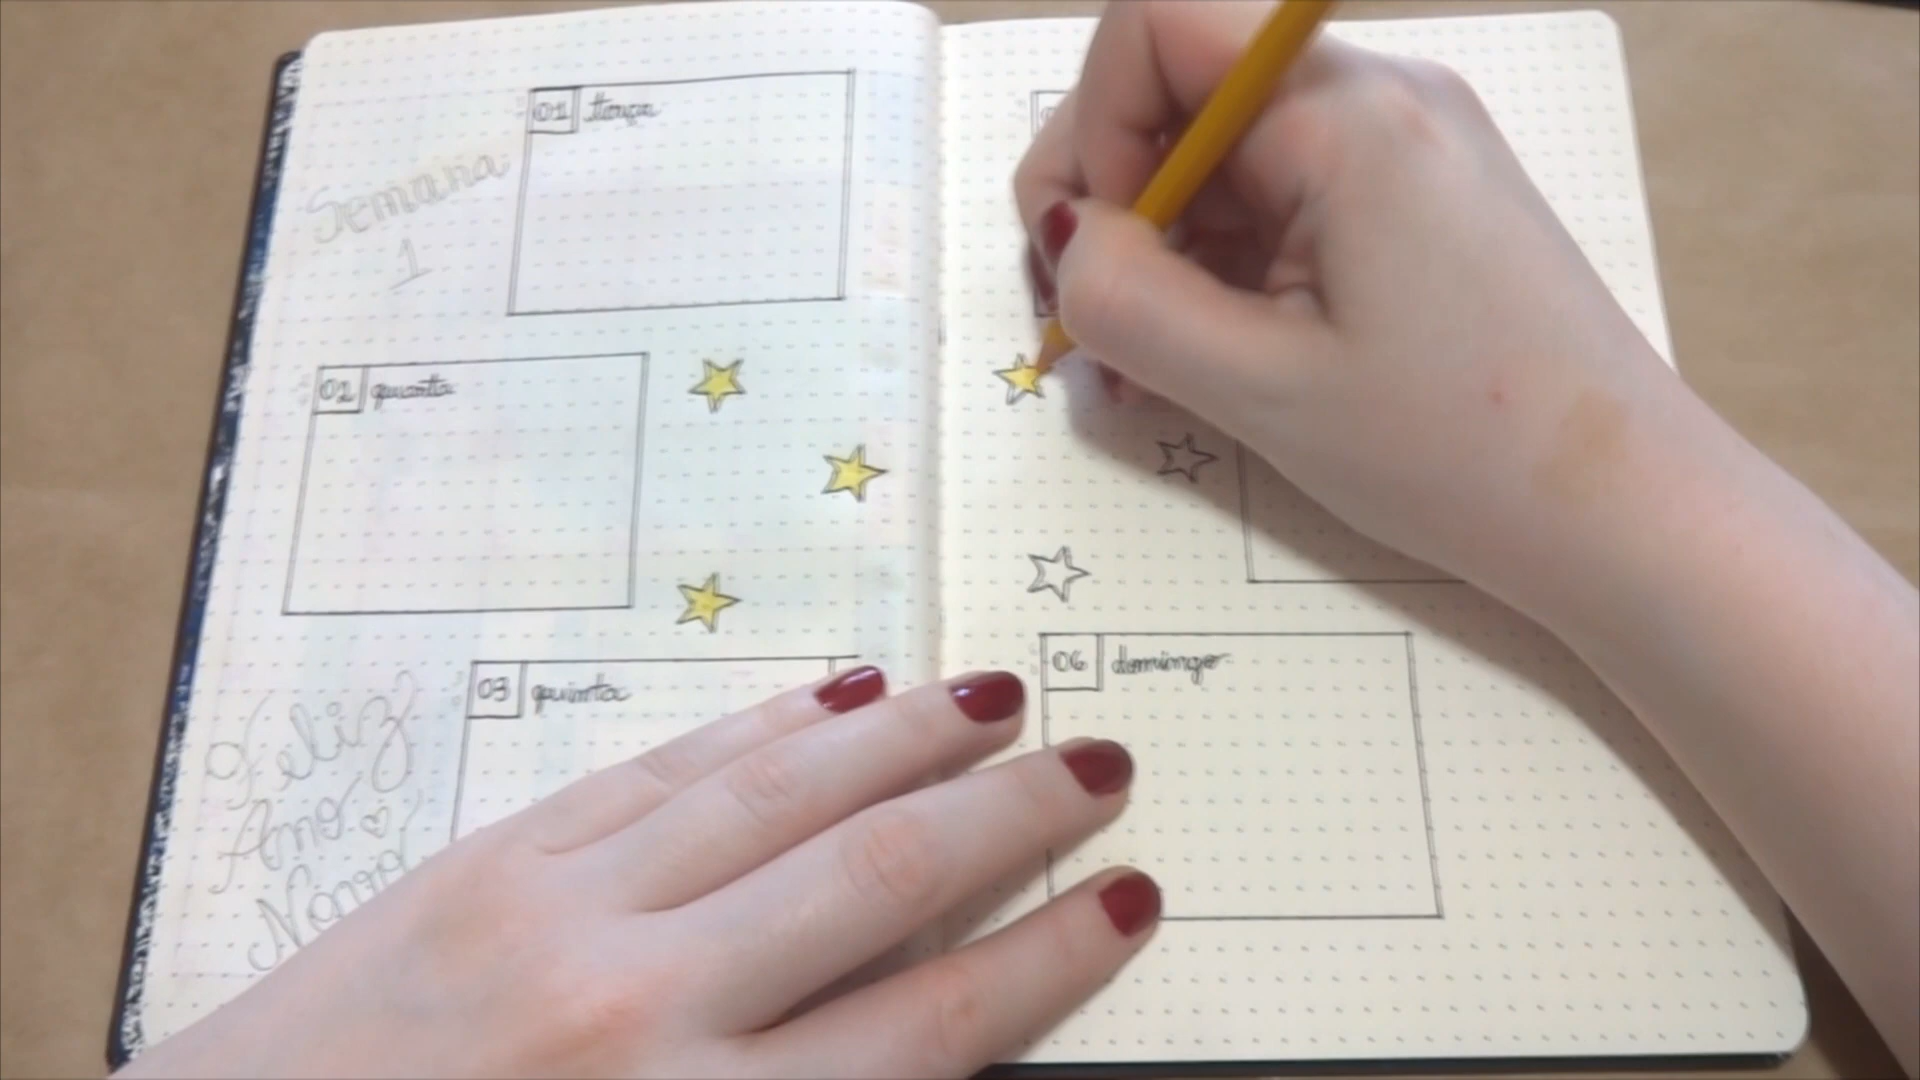 Semana
1
01 terça
02 quarta
03 quinta
Feliz
Ano
Novo
06 domingo